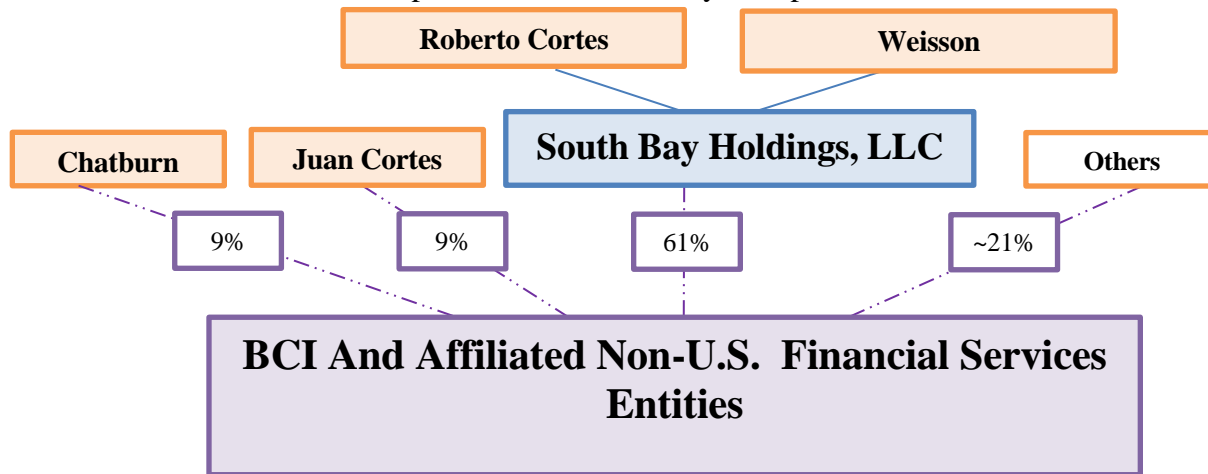 Roberto Cortes
Weisson
South Bay Holdings, LLC
Chatburn
Juan Cortes
Others
9%
9%
61%
~21%
BCI And Affiliated Non-U.S. Financial Services
Entities